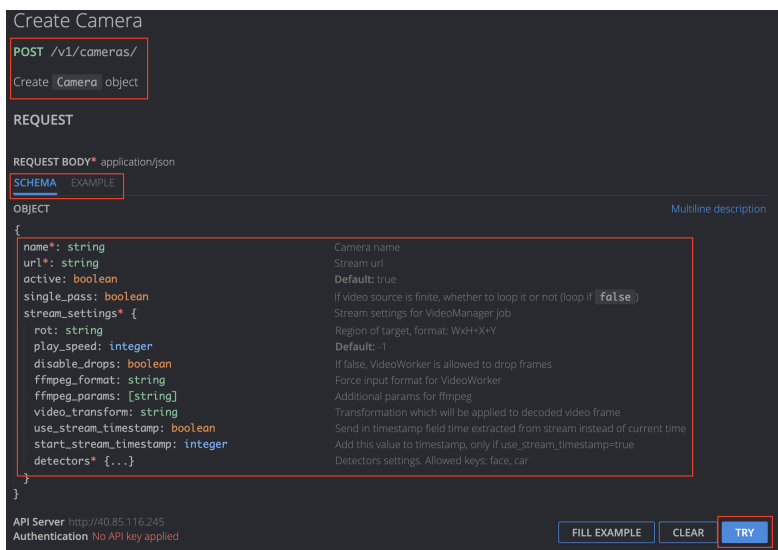 Create Camera
POST /v1/cameras/
Create Camera object
REQUEST
REQUEST BODY* application/json
SCHEMA EXAMPLE
OBJECT Multiline description
{
name*: string Camera name
url*: string Stream url
active: boolean Default: true
single_pass: boolean If video source is finite, whether to loop it or not (loop if false)
stream_settings* { Stream settings for VideoManager job
rot: string Region of target, format: WxH+X+Y
play_speed: integer Default: -1
disable_drops: boolean If false, VideoWorker is allowed to drop frames
ffmpeg_format: string Force input format for VideoWorker
ffmpeg_params: [string] Additional params for ffmpeg
video_transform: string Transformation which will be applied to decoded video frame
use_stream_timestamp: boolean Send in timestamp field time extracted from stream instead of current time
start_stream_timestamp: integer Add this value to timestamp, only if use_stream_timestamp=true
detectors* {...} Detectors settings. Allowed keys: face, car
}
}
API Server http://40.85.116.245
Authentication No API key applied
FILL EXAMPLE CLEAR TRY